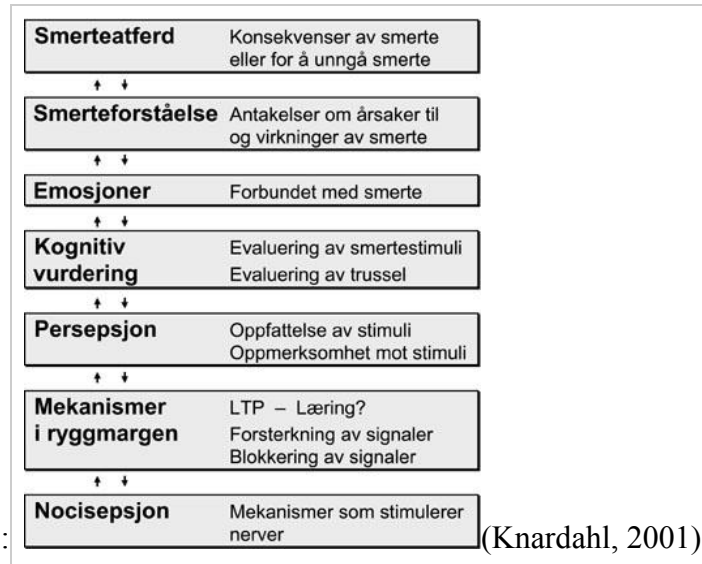 Smerteatferd Konsekvenser av smerte
eller for å unngå smerte
Smerteforståelse Antakelser om årsaker til
og virkninger av smerte
Emosjoner Forbundet med smerte
Kognitiv Evaluering av smertestimuli
vurdering Evaluering av trussel
Persepsjon Oppfattelse av stimuli
Oppmerksomhet mot stimuli
Mekanismer LTP – Læring?
i ryggmargen Forsterkning av signaler
Blokkering av signaler
Nocisepsjon Mekanismer som stimulerer
: nerver (Knardahl, 2001)